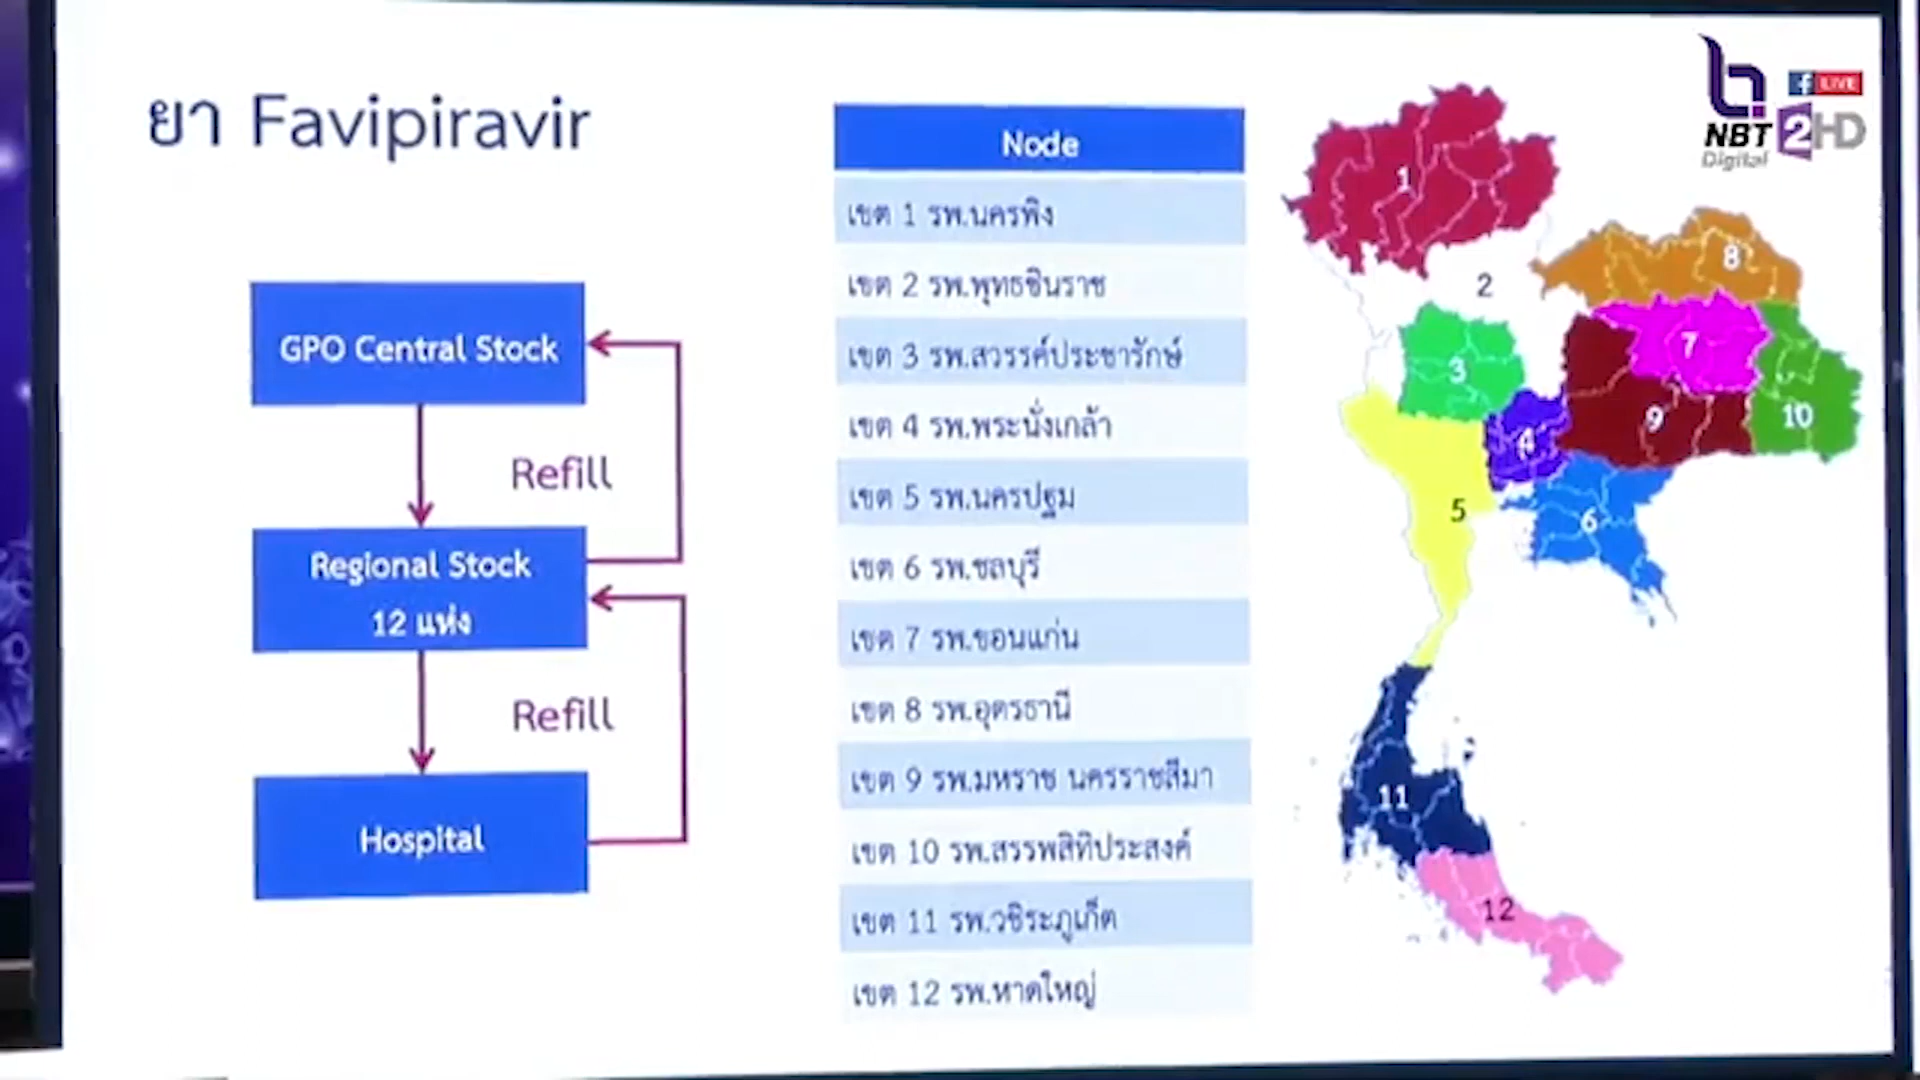 ยา Favipiravir
GPO Central Stock
Refill
Regional Stock
12 แห่ง
Refill
Hospital
Node
เขต 1 รพ.นครพิง
เขต 2 รพ.พุทธชินราช
เขต 3 รพ.สวรรค์ประชารักษ์
เขต 4 รพ.พระนั่งเกล้า
เขต 5 รพ.นครปฐม
เขต 6 รพ.ชลบุรี
เขต 7 รพ.ขอนแก่น
เขต 8 รพ.อุดรธานี
เขต 9 รพ.มหาราช นครราชสีมา
เขต 10 รพ.สรรพสิทิประสงค์
เขต 11 รพ.วชิระภูเก็ต
เขต 12 รพ.หาดใหญ่
1
2
3
4
5
6
7
8
9
10
11
12
f LIVE
NBT 2HD
Digital